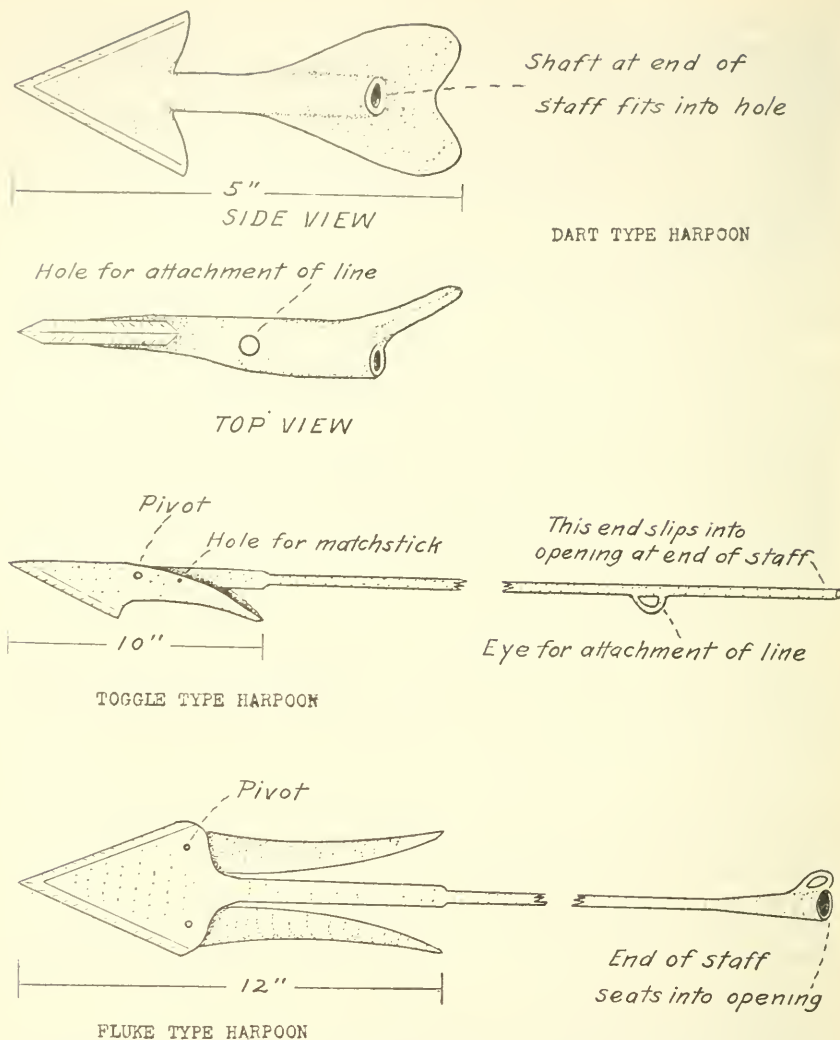 Shaft at end of
staff fits into hole
5"
SIDE VIEW
DART TYPE HARPOON
Hole for attachment of line
TOP VIEW
Pivot
Hole for matchstick
This end slips into
opening at end of staff
10"
Eye for attachment of line
TOGGLE TYPE HARPOON
Pivot
12"
End of staff
seats into opening
FLUKE TYPE HARPOON